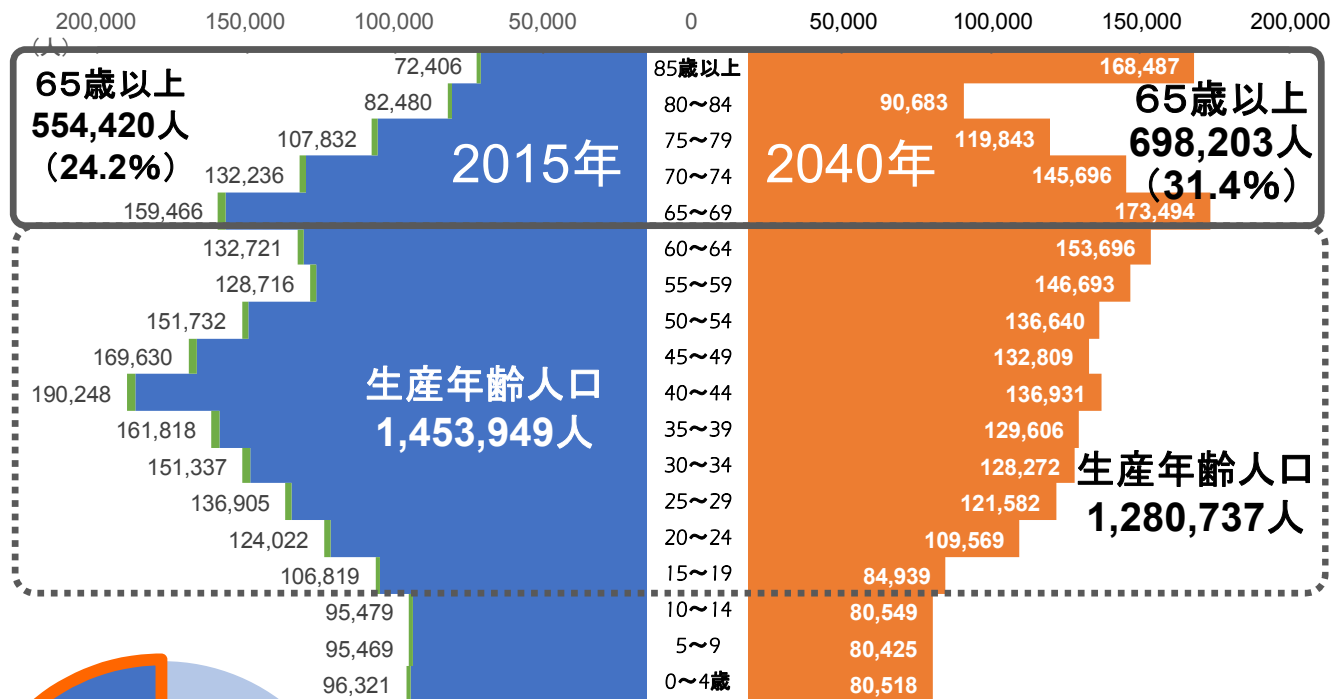 200,000 150,000 100,000 50,000 0 50,000 100,000 150,000 200,000
（人）
65歳以上
554,420人
（24.2%）
2015年
2040年
65歳以上
698,203人
（31.4%）
72,406 85歳以上 168,487
82,480 80～84 90,683
107,832 75～79 119,843
132,236 70～74 145,696
159,466 65～69 173,494
132,721 60～64 153,696
128,716 55～59 146,693
151,732 50～54 136,640
169,630 45～49 132,809
190,248 40～44 136,931
161,818 35～39 129,606
151,337 30～34 128,272
136,905 25～29 121,582
124,022 20～24 109,569
106,819 15～19 84,939
95,479 10～14 80,549
95,469 5～9 80,425
96,321 0～4歳 80,518
生産年齢人口
1,453,949人
生産年齢人口
1,280,737人